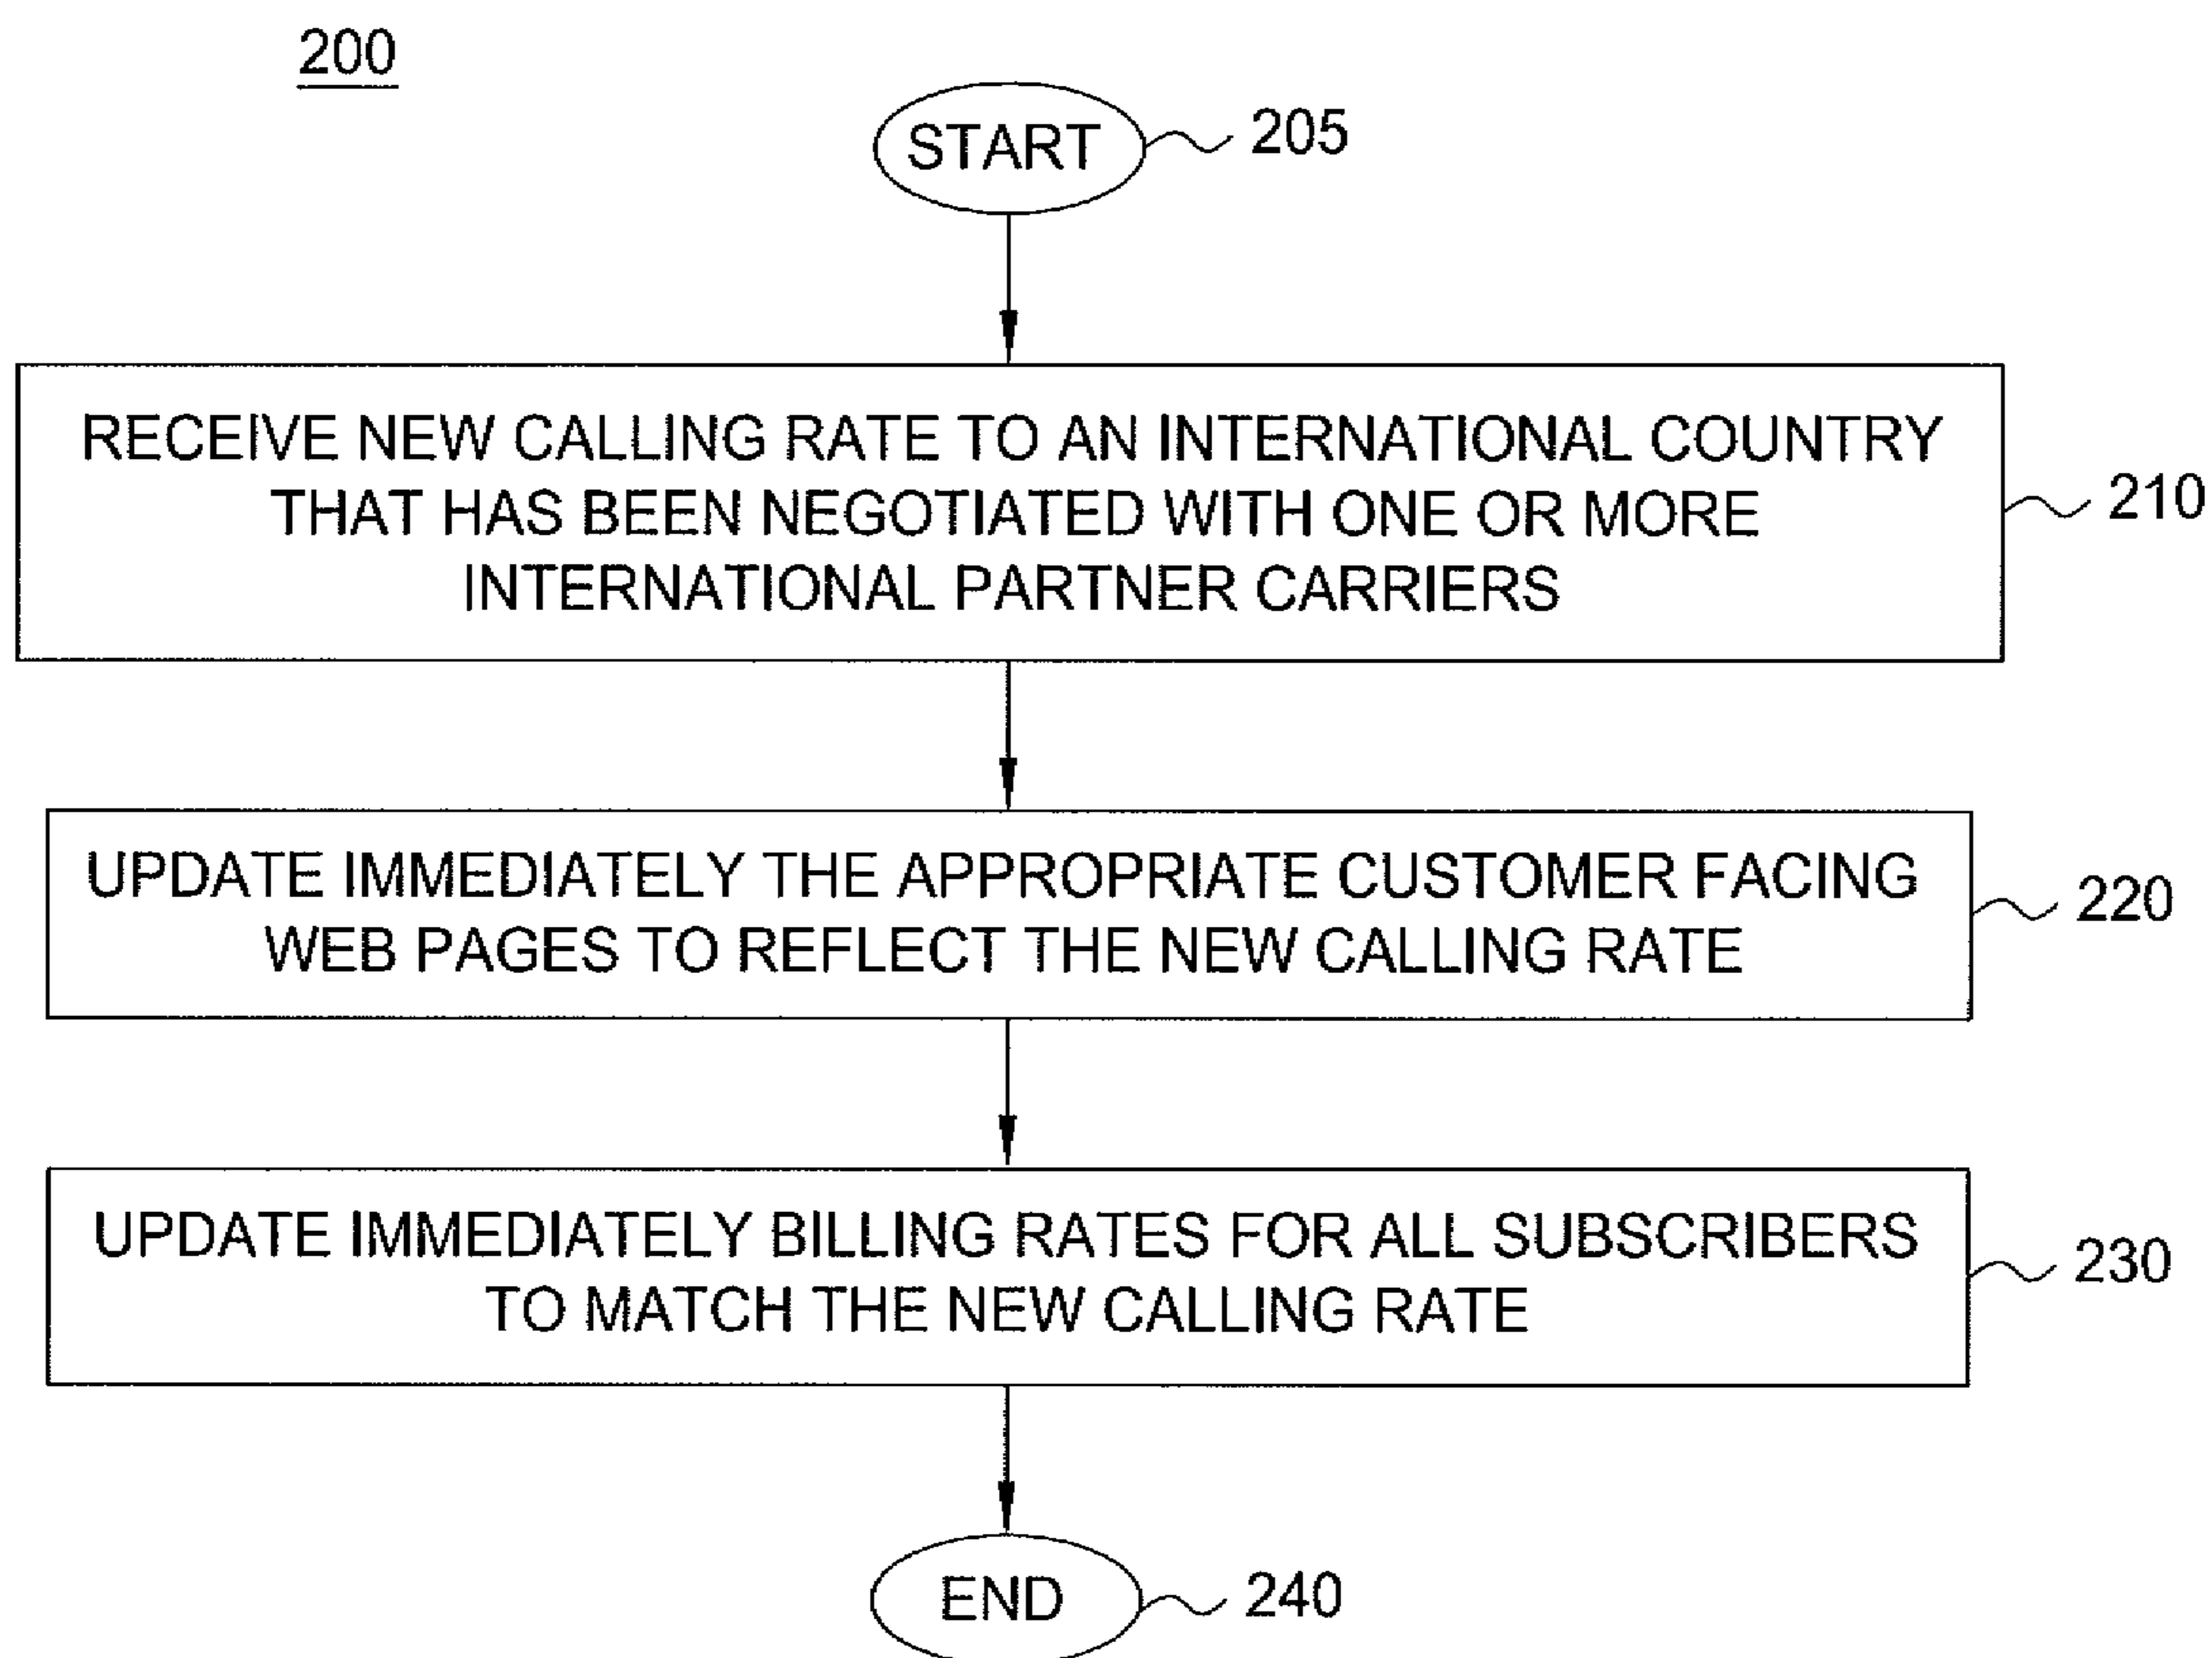 200
START
205
RECEIVE NEW CALLING RATE TO AN INTERNATIONAL COUNTRY
THAT HAS BEEN NEGOTIATED WITH ONE OR MORE
INTERNATIONAL PARTNER CARRIERS
210
UPDATE IMMEDIATELY THE APPROPRIATE CUSTOMER FACING
WEB PAGES TO REFLECT THE NEW CALLING RATE
220
UPDATE IMMEDIATELY BILLING RATES FOR ALL SUBSCRIBERS
TO MATCH THE NEW CALLING RATE
230
END
240